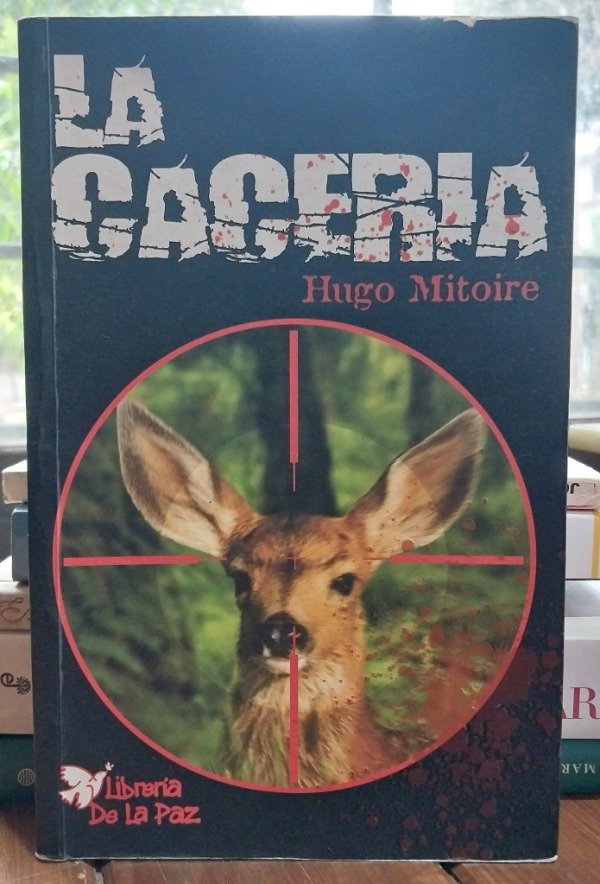 LA
CACERIA
Hugo Mitoire
Librería
De La Paz